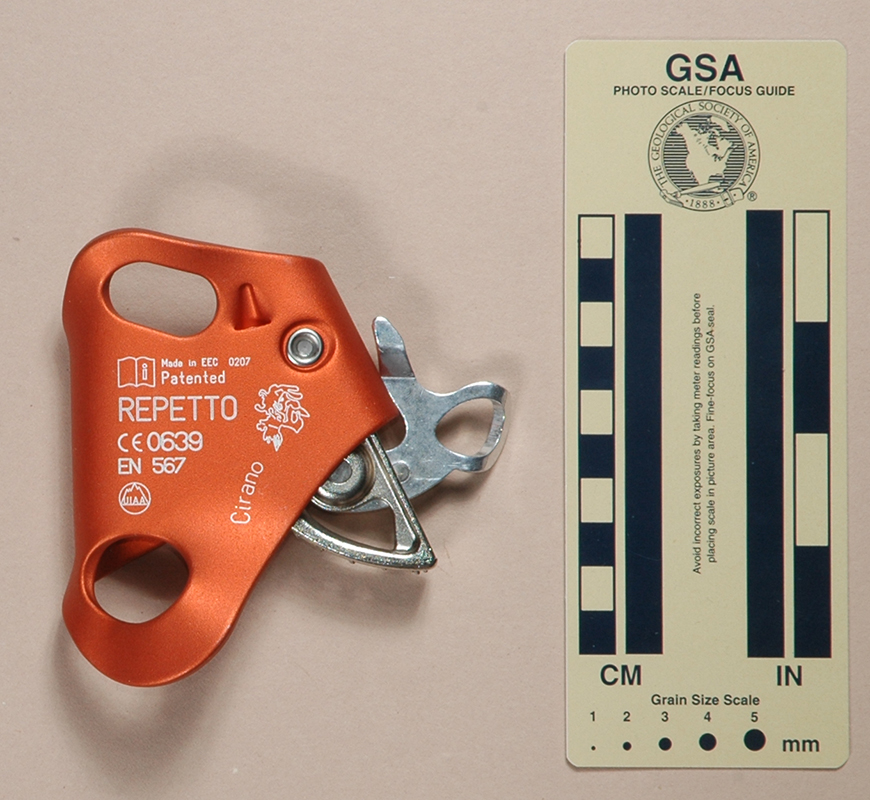 Made in EEC 0207
Patented
REPETTO
CE 0639
EN 567
UIAA
Cirano
GSA
PHOTO SCALE/FOCUS GUIDE
THE GEOLOGICAL SOCIETY OF AMERICA
·1888·
®
Avoid incorrect exposures by taking meter readings before
placing scale in picture area. Fine-focus on GSA-seal.
CM
IN
Grain Size Scale
1 2 3 4 5
mm